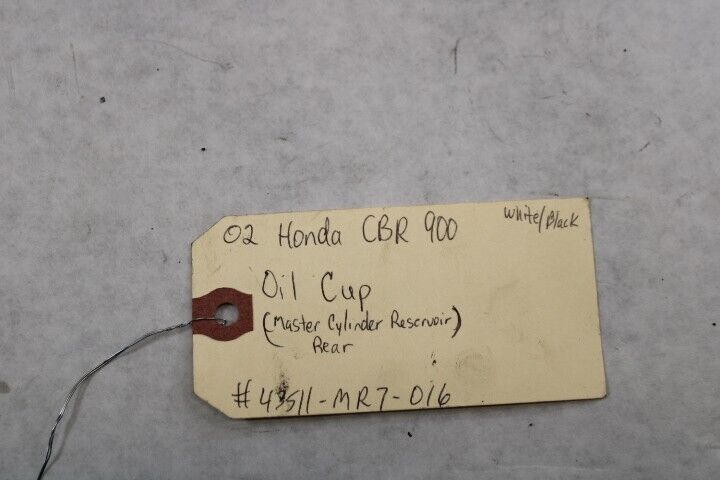 02 Honda CBR 900
White/Black
Oil Cup
(Master Cylinder Reservoir)
Rear
#43511-MR7-016